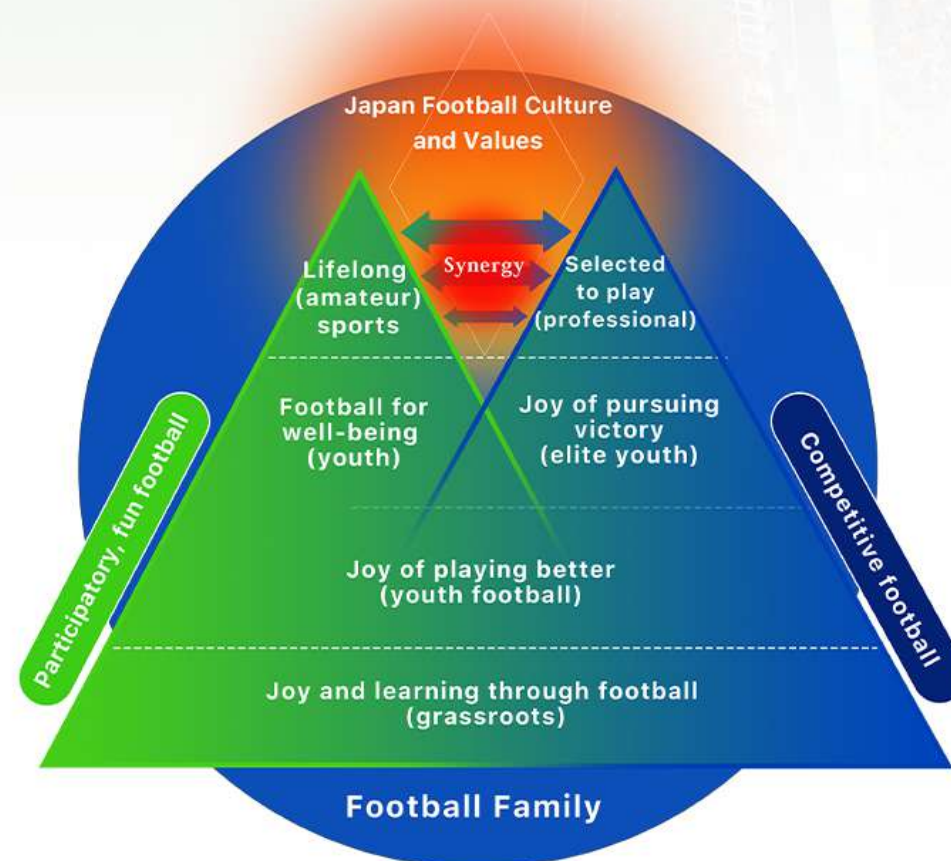 Japan Football Culture
and Values
Synergy
Lifelong
(amateur)
sports
Selected
to play
(professional)
Football for
well-being
(youth)
Joy of pursuing
victory
(elite youth)
Participatory, fun football
Competitive football
Joy of playing better
(youth football)
Joy and learning through football
(grassroots)
Football Family